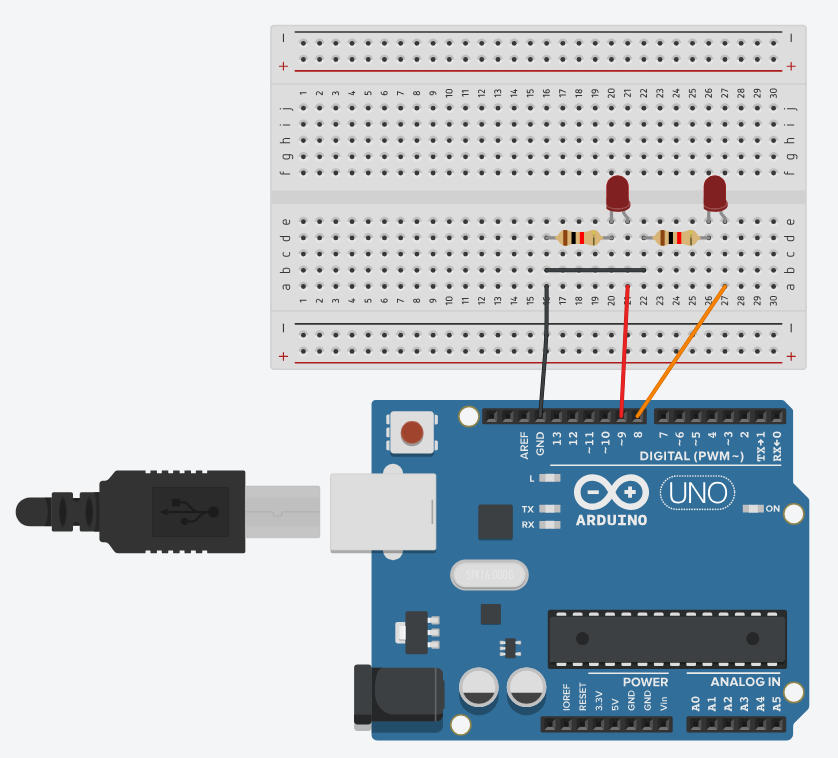 − −
+ +
1 2 3 4 5 6 7 8 9 10 11 12 13 14 15 16 17 18 19 20 21 22 23 24 25 26 27 28 29 30
j j
i i
h h
g g
f f
e e
d d
c c
b b
a a
1 2 3 4 5 6 7 8 9 10 11 12 13 14 15 16 17 18 19 20 21 22 23 24 25 26 27 28 29 30
− −
+ +
AREF GND 13 12 ~11 ~10 ~9 8 7 ~6 ~5 4 ~3 2 TX→1 RX←0
DIGITAL (PWM~)
L
TX
RX
UNO
ON
ARDUINO
SPK16.000G
POWER ANALOG IN
IOREF RESET 3.3V 5V GND GND Vin A0 A1 A2 A3 A4 A5